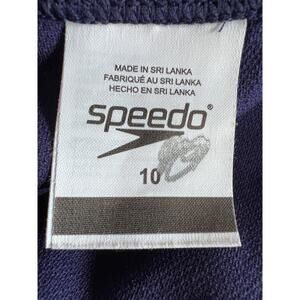 MADE IN SRI LANKA
FABRIQUÉ AU SRI LANKA
HECHO EN SRI LANKA
speedo®
10